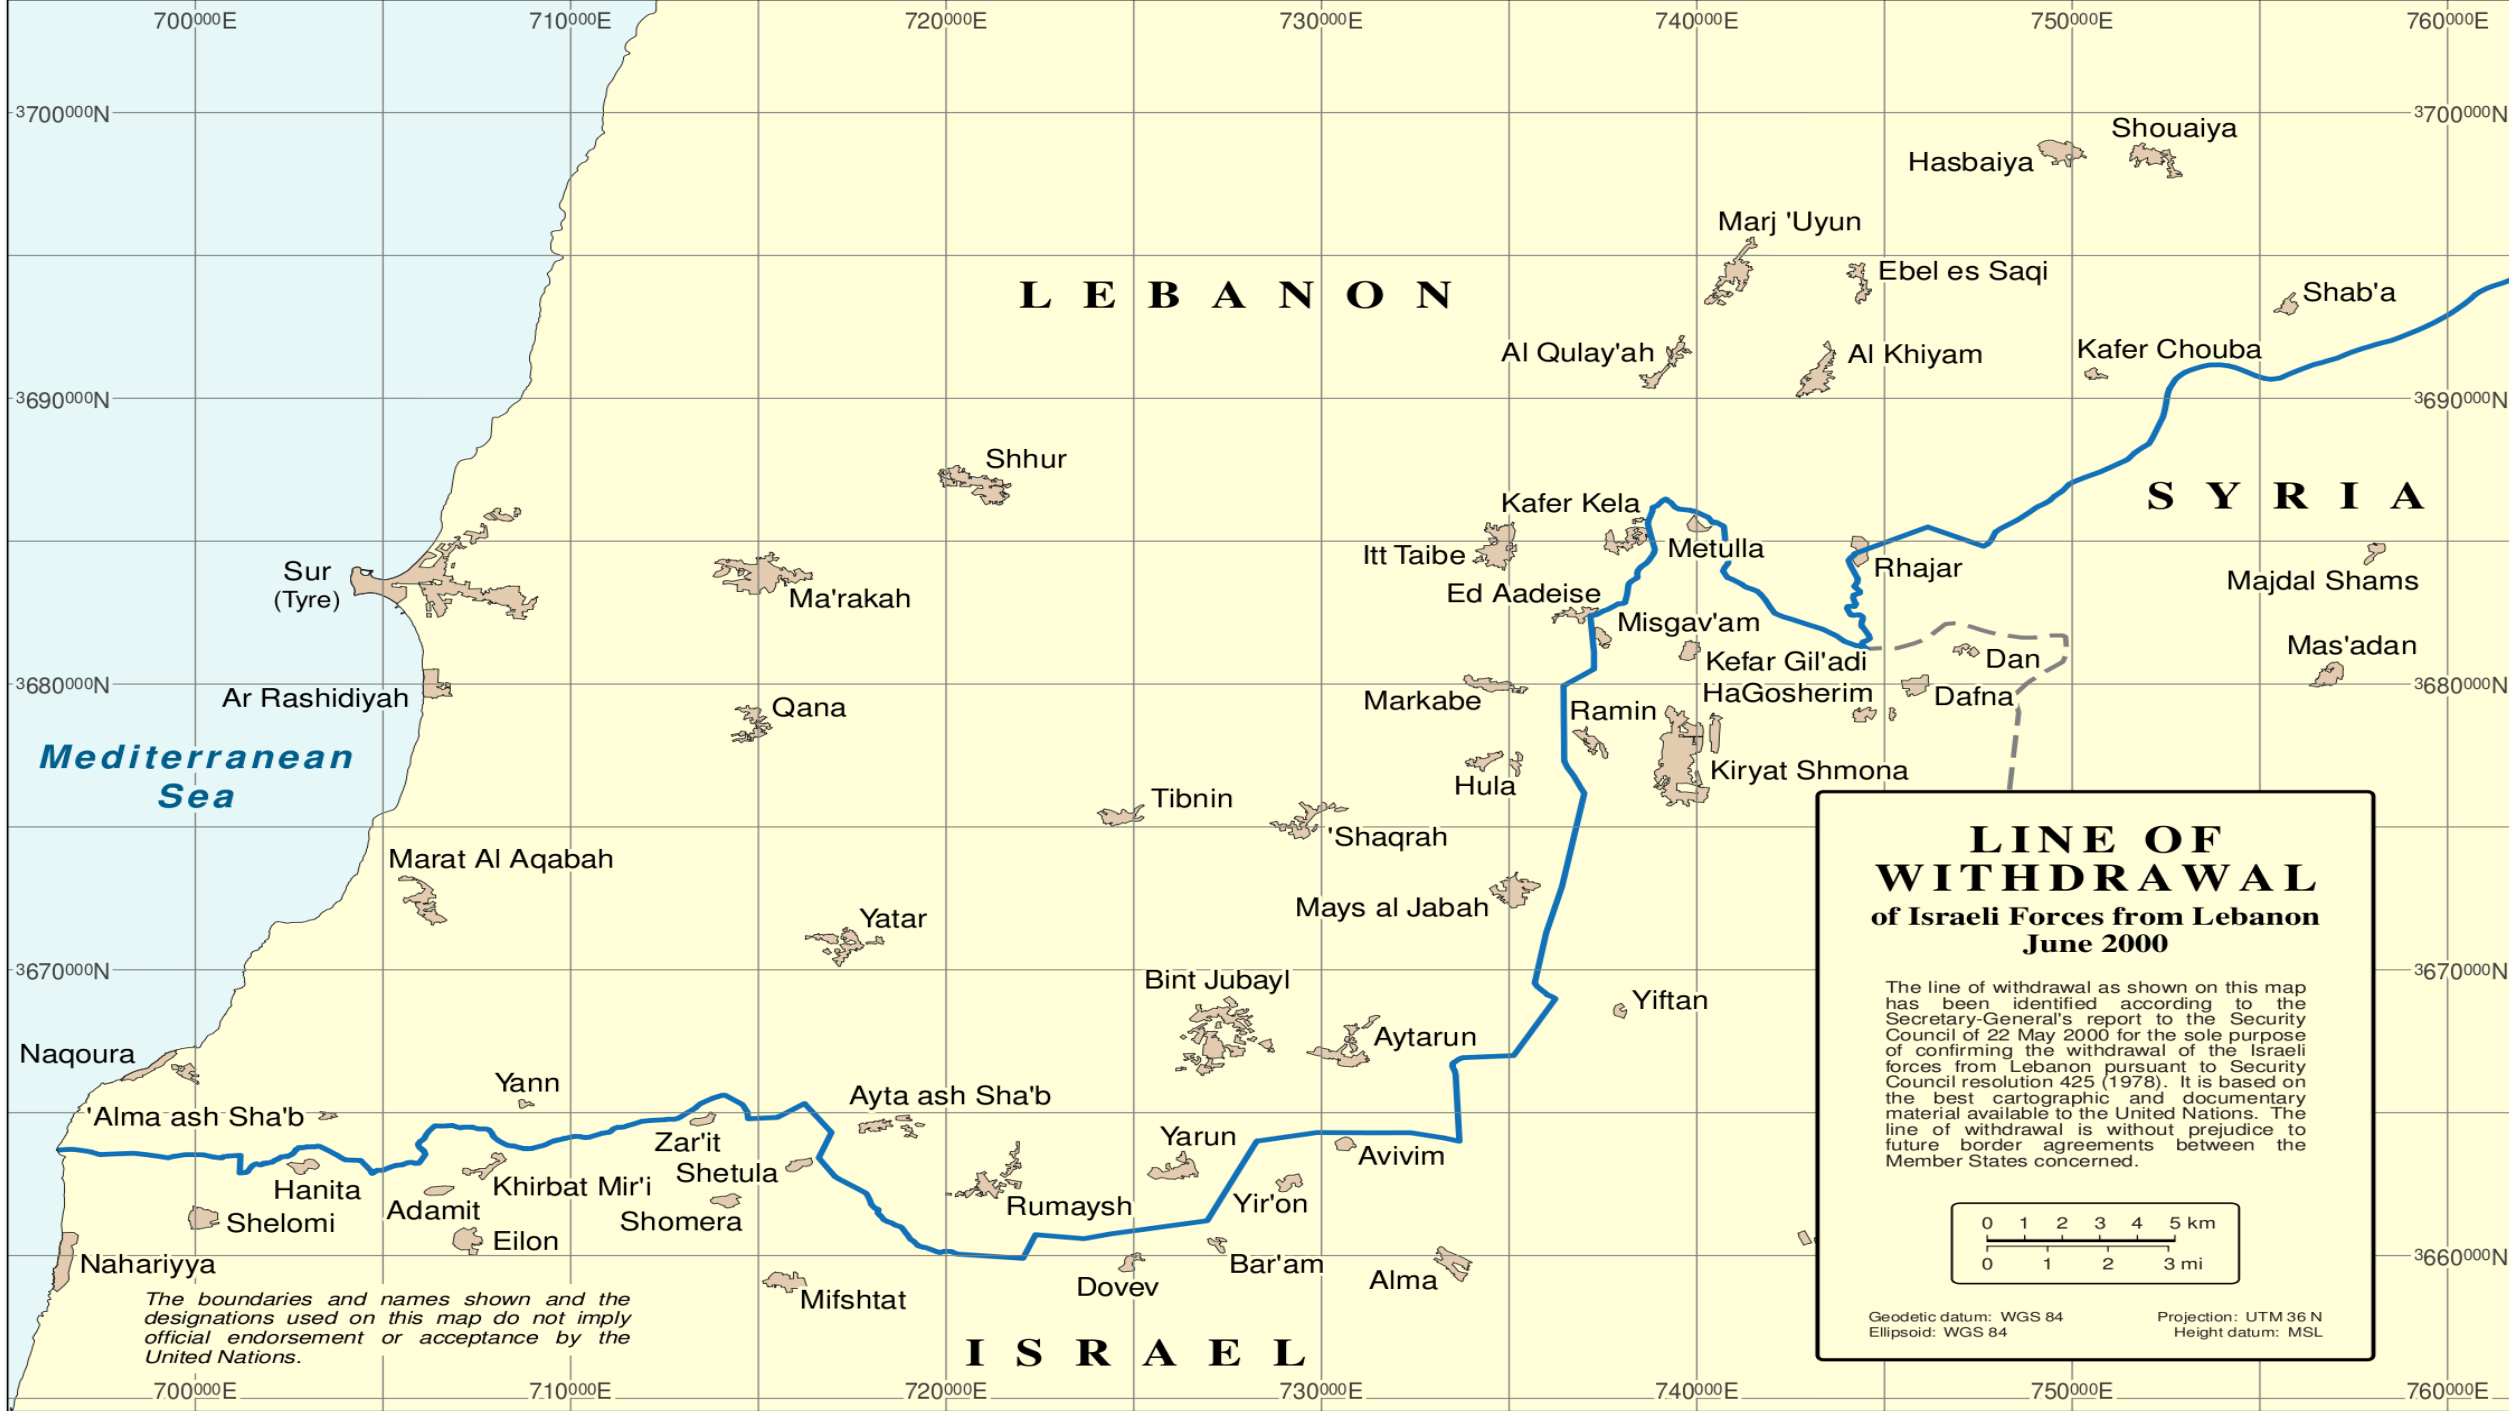 700000E 710000E 720000E 730000E 740000E 750000E 760000E
3700000N 3700000N
Shouaiya
Hasbaiya
Marj 'Uyun
Ebel es Saqi
LEBANON
Shab'a
Al Qulay'ah
Al Khiyam
Kafer Chouba
3690000N 3690000N
Shhur
SYRIA
Kafer Kela
Itt Taibe
Metulla
Rhajar
Majdal Shams
Sur
(Tyre)
Ma'rakah
Ed Aadeise
Misgav'am
Mas'adan
Kefar Gil'adi
Dan
3680000N 3680000N
Ar Rashidiyah
Markabe
HaGosherim
Dafna
Qana
Ramin
Mediterranean
Sea
Kiryat Shmona
Hula
Tibnin
'Shaqrah
Marat Al Aqabah
Mays al Jabah
Yatar
3670000N 3670000N
Bint Jubayl
Yiftan
Aytarun
Naqoura
Yann
Ayta ash Sha'b
'Alma ash Sha'b
Zar'it
Yarun
Avivim
Shetula
Hanita
Khirbat Mir'i
Adamit
Yir'on
Rumaysh
Shelomi
Shomera
Eilon
3660000N
Nahariyya
Bar'am
Dovev
Alma
Mifshtat
The boundaries and names shown and the
designations used on this map do not imply
official endorsement or acceptance by the
United Nations.
ISRAEL
LINE OF
WITHDRAWAL
of Israeli Forces from Lebanon
June 2000
The line of withdrawal as shown on this map
has been identified according to the
Secretary-General's report to the Security
Council of 22 May 2000 for the sole purpose
of confirming the withdrawal of the Israeli
forces from Lebanon pursuant to Security
Council resolution 425 (1978). It is based on
the best cartographic and documentary
material available to the United Nations. The
line of withdrawal is without prejudice to
future border agreements between the
Member States concerned.
0 1 2 3 4 5 km
0 1 2 3 mi
Geodetic datum: WGS 84 Projection: UTM 36 N
Ellipsoid: WGS 84 Height datum: MSL
700000E 710000E 720000E 730000E 740000E 750000E 760000E